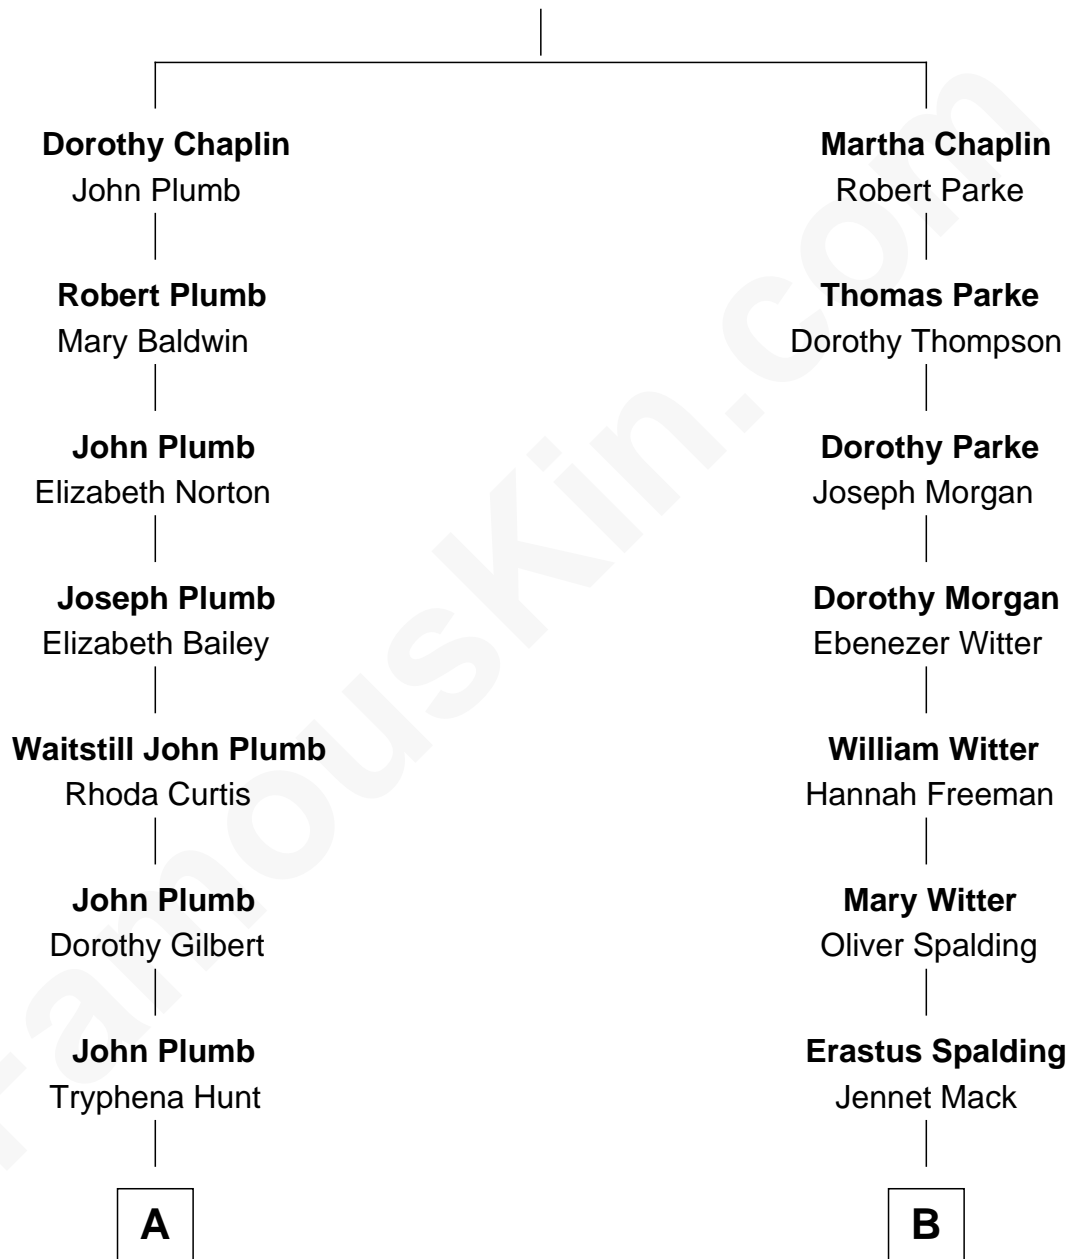 Dorothy Chaplin
John Plumb
Robert Plumb
Mary Baldwin
John Plumb
Elizabeth Norton
Joseph Plumb
Elizabeth Bailey
Waitstill John Plumb
Rhoda Curtis
John Plumb
Dorothy Gilbert
John Plumb
Tryphena Hunt
A
Martha Chaplin
Robert Parke
Thomas Parke
Dorothy Thompson
Dorothy Parke
Joseph Morgan
Dorothy Morgan
Ebenezer Witter
William Witter
Hannah Freeman
Mary Witter
Oliver Spalding
Erastus Spalding
Jennet Mack
B
FamousKin.com